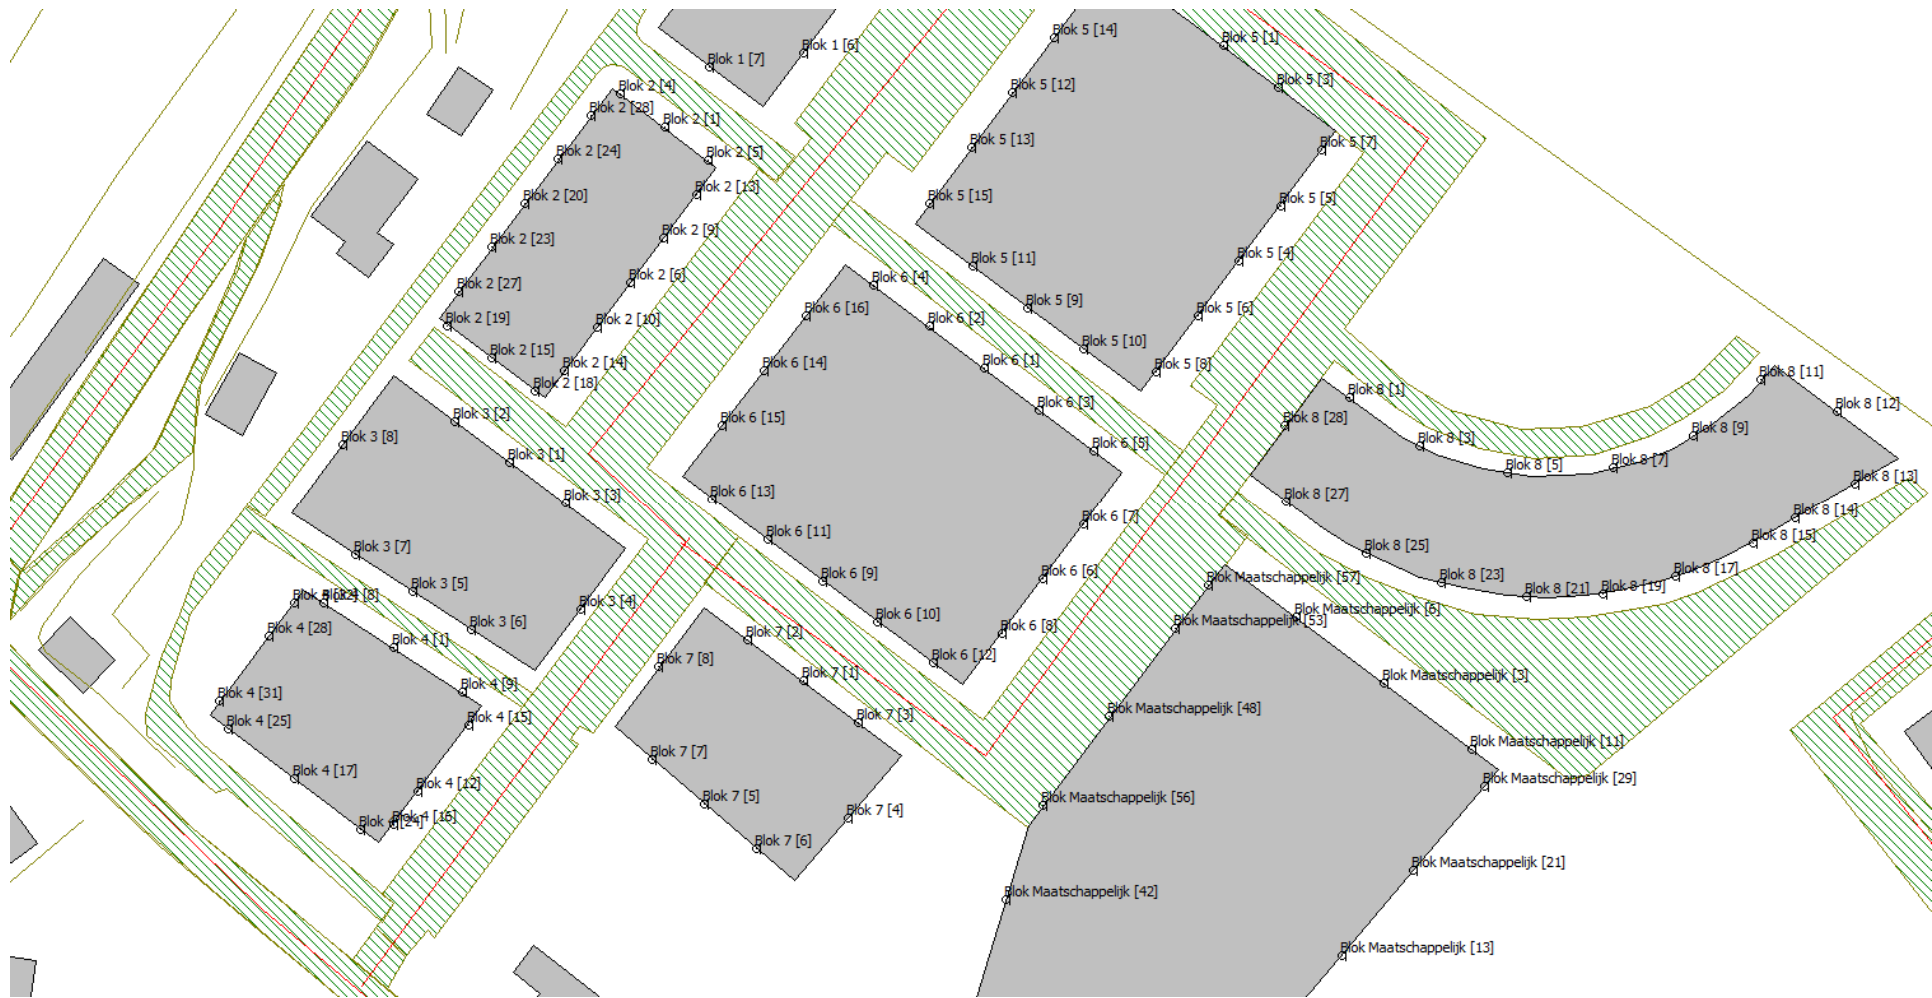 Blok 5 [14]
Blok 5 [1]
Blok 1 [6]
Blok 1 [7]
Blok 5 [3]
Blok 2 [4]
Blok 5 [12]
Blok 2 [28]
Blok 2 [1]
Blok 5 [13]
Blok 5 [7]
Blok 2 [24]
Blok 2 [5]
Blok 2 [13]
Blok 2 [20]
Blok 5 [15]
Blok 5 [5]
Blok 2 [9]
Blok 2 [23]
Blok 5 [11]
Blok 5 [4]
Blok 2 [6]
Blok 6 [4]
Blok 2 [27]
Blok 5 [9]
Blok 5 [6]
Blok 6 [16]
Blok 2 [19]
Blok 2 [10]
Blok 6 [2]
Blok 2 [15]
Blok 5 [10]
Blok 2 [14]
Blok 6 [14]
Blok 6 [1]
Blok 5 [8]
Blok 8 [11]
Blok 2 [18]
Blok 8 [1]
Blok 6 [3]
Blok 8 [12]
Blok 3 [2]
Blok 6 [15]
Blok 8 [28]
Blok 8 [9]
Blok 3 [8]
Blok 6 [5]
Blok 8 [3]
Blok 3 [1]
Blok 8 [5]
Blok 8 [7]
Blok 8 [13]
Blok 3 [3]
Blok 6 [13]
Blok 8 [27]
Blok 6 [7]
Blok 8 [14]
Blok 6 [11]
Blok 8 [15]
Blok 3 [7]
Blok 8 [25]
Blok 6 [9]
Blok 6 [6]
Blok 8 [23]
Blok 8 [17]
Blok 3 [5]
Blok Maatschappelijk [57]
Blok 8 [21]
Blok 8 [19]
Blok 4 [8]
Blok 3 [4]
Blok 6 [10]
Blok Maatschappelijk [6]
Blok 3 [6]
Blok 4 [28]
Blok 7 [2]
Blok 6 [8]
Blok Maatschappelijk [53]
Blok 4 [1]
Blok 7 [8]
Blok 6 [12]
Blok 7 [1]
Blok Maatschappelijk [3]
Blok 4 [9]
Blok 4 [31]
Blok 4 [15]
Blok 7 [3]
Blok Maatschappelijk [48]
Blok 4 [25]
Blok 7 [7]
Blok Maatschappelijk [11]
Blok 4 [17]
Blok Maatschappelijk [29]
Blok 4 [12]
Blok 7 [5]
Blok Maatschappelijk [56]
Blok 4 [16]
Blok 7 [4]
Blok 7 [6]
Blok Maatschappelijk [21]
Blok Maatschappelijk [42]
Blok Maatschappelijk [13]